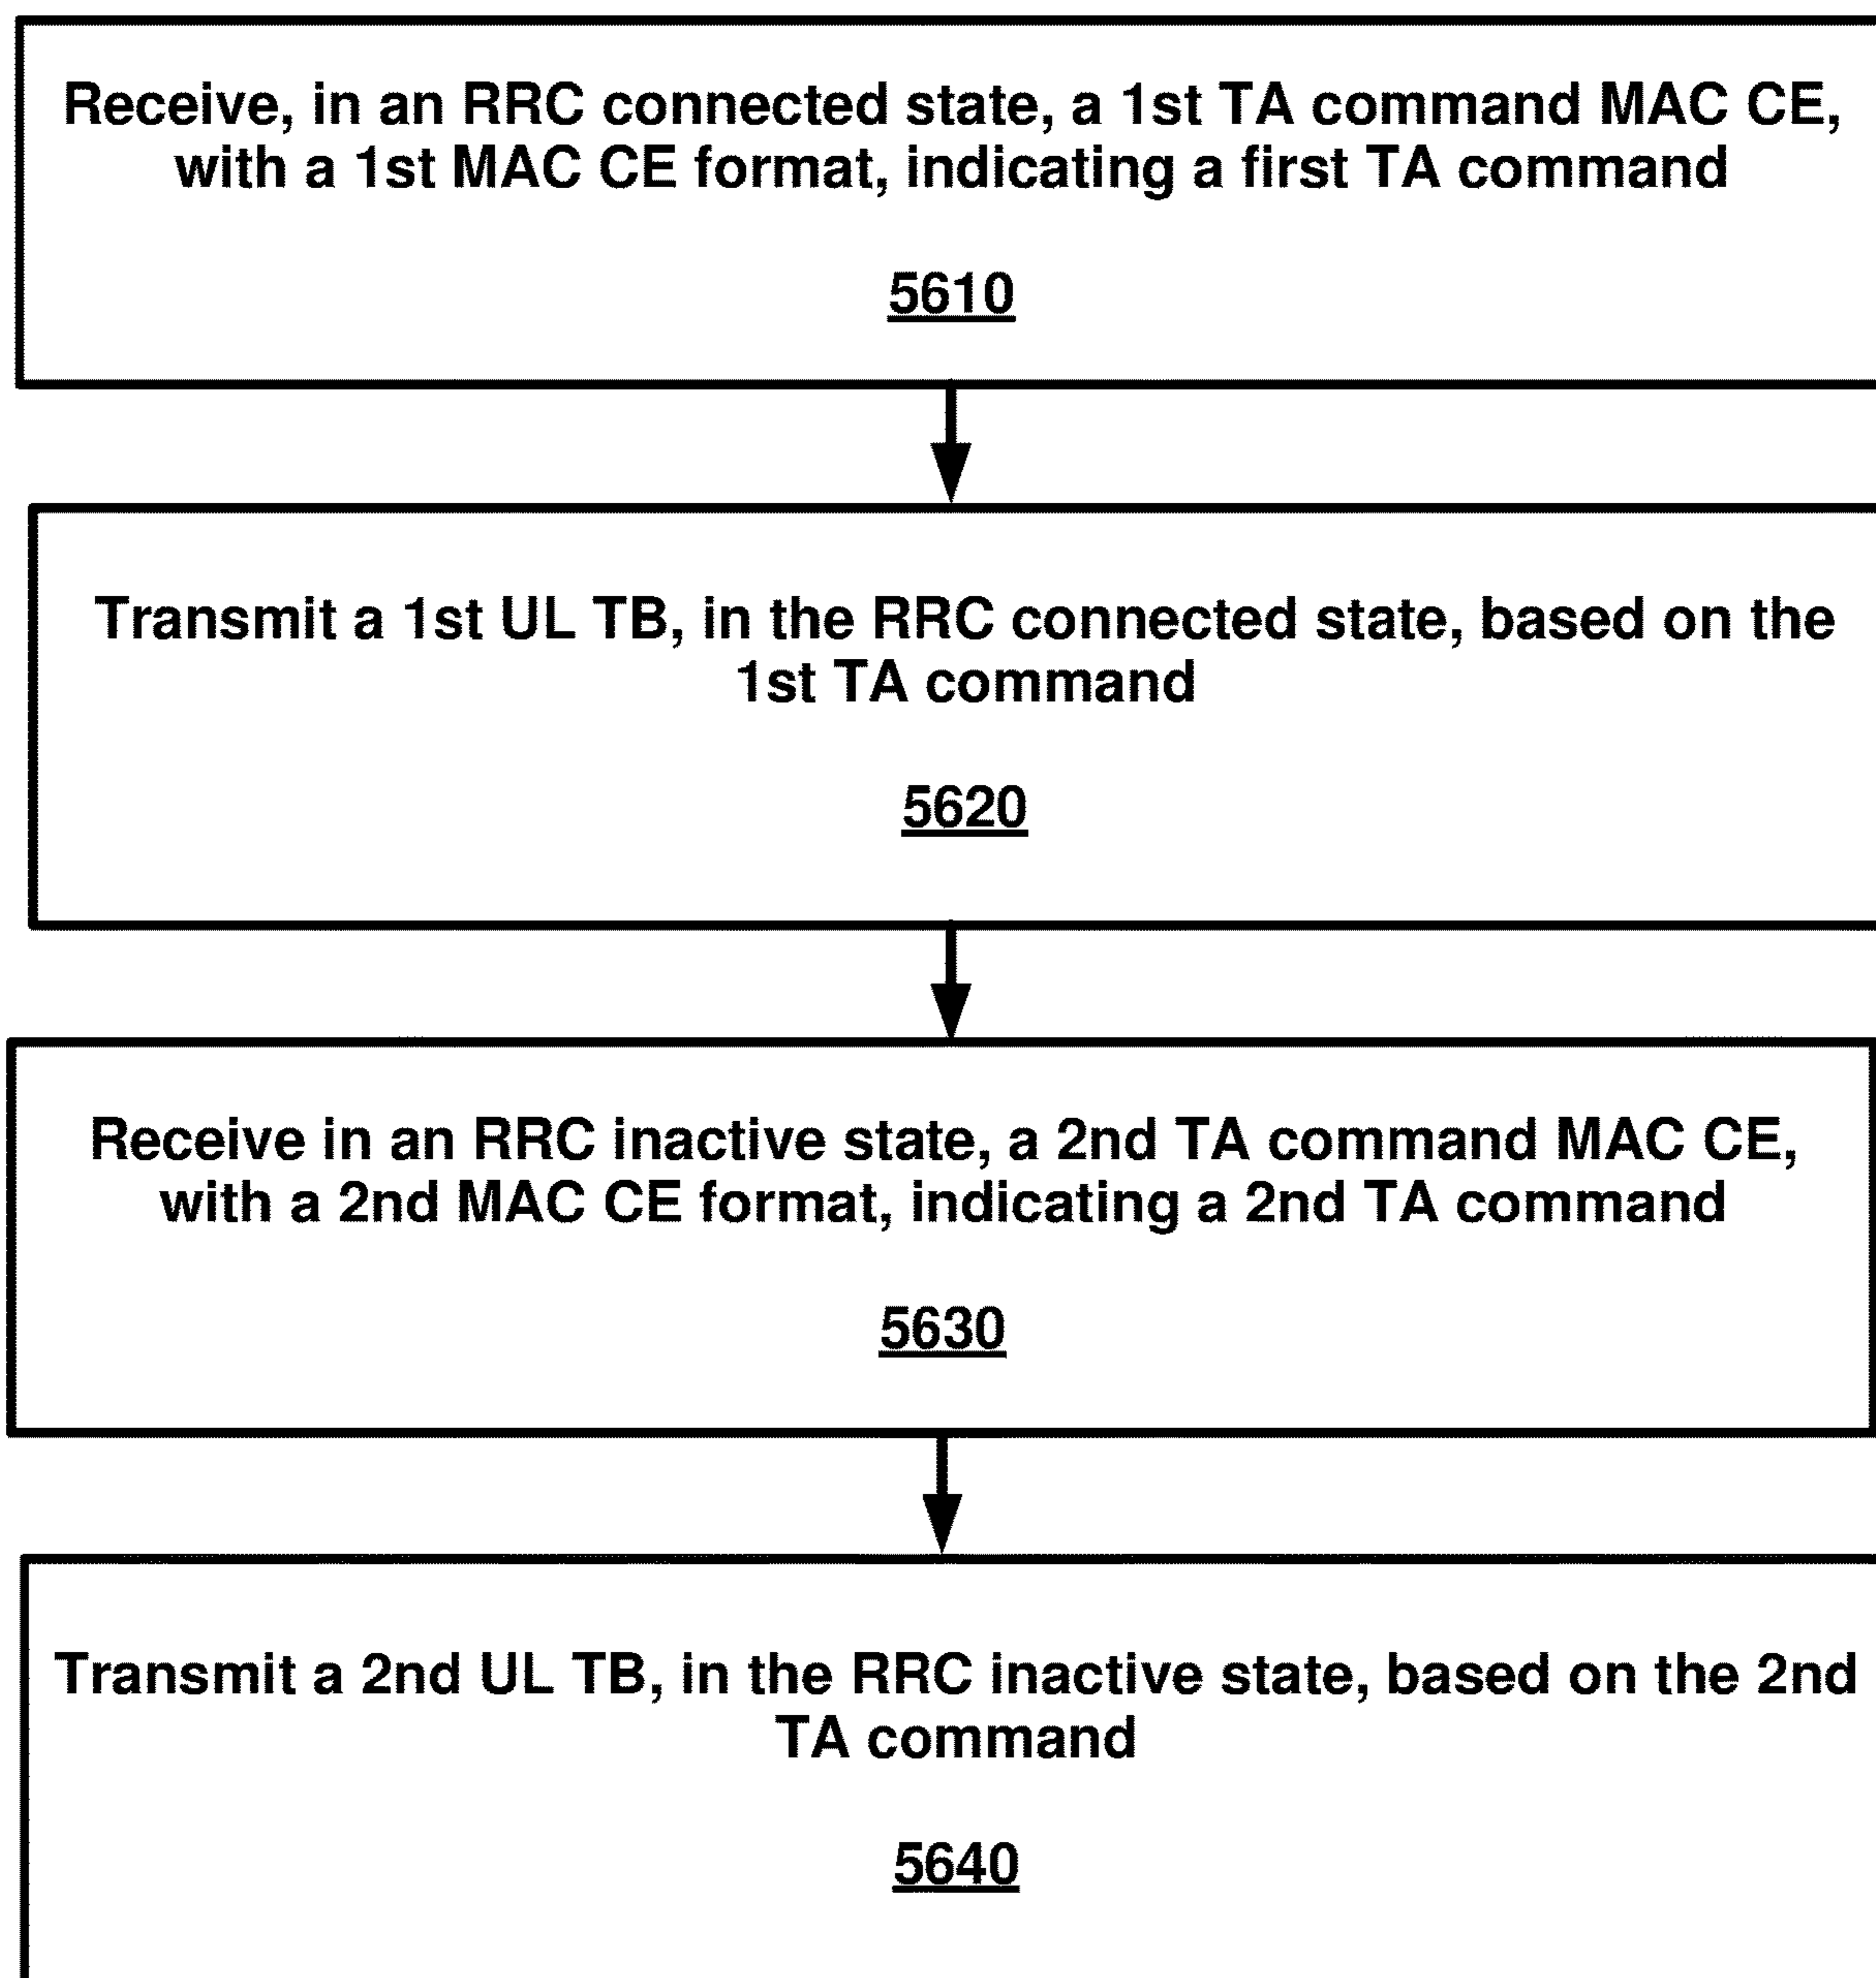 Receive, in an RRC connected state, a 1st TA command MAC CE,
with a 1st MAC CE format, indicating a first TA command
5610
Transmit a 1st UL TB, in the RRC connected state, based on the
1st TA command
5620
Receive in an RRC inactive state, a 2nd TA command MAC CE,
with a 2nd MAC CE format, indicating a 2nd TA command
5630
Transmit a 2nd UL TB, in the RRC inactive state, based on the 2nd
TA command
5640